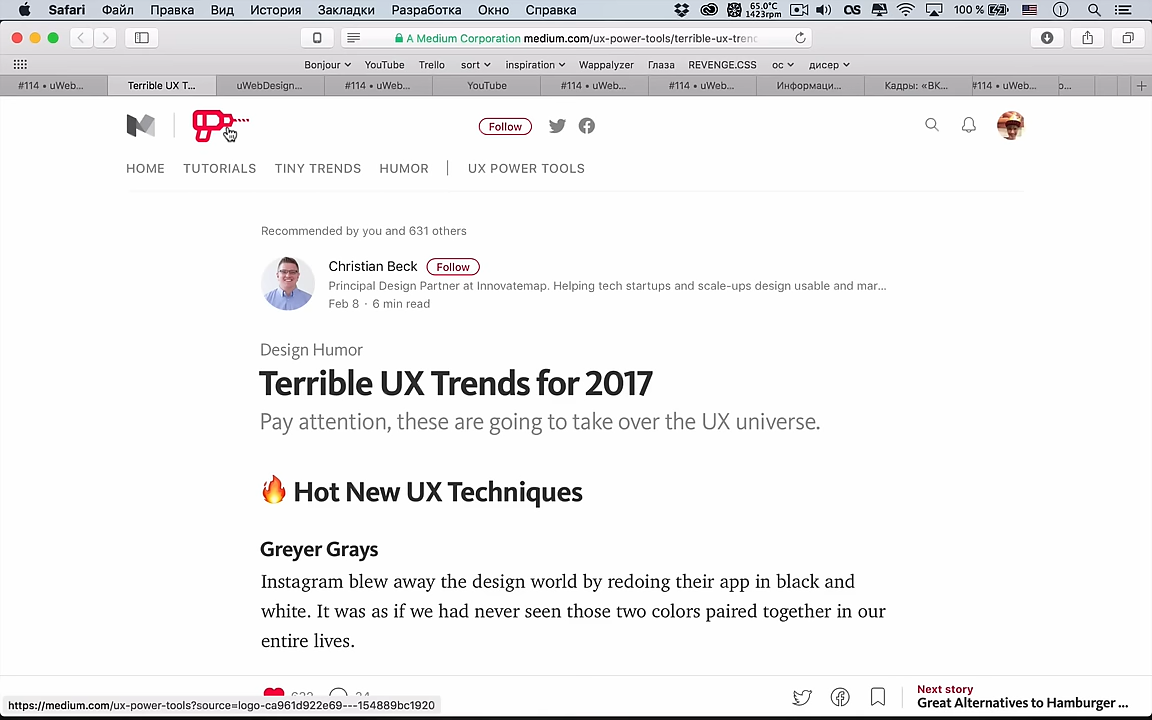 Safari Файл Правка Вид История Закладки Разработка Окно Справка 65.0°C 1423rpm 100 %
A Medium Corporation medium.com/ux-power-tools/terrible-ux-trenc
Bonjour YouTube Trello sort inspiration Wappalyzer Глаза REVENGE.CSS ос дисер
#114 • uWeb... Terrible UX T... uWebDesign... #114 • uWeb... YouTube #114 • uWeb... #114 • uWeb... Информаци... Кадры: «ВК... #114 • uWe...
Follow
HOME TUTORIALS TINY TRENDS HUMOR UX POWER TOOLS
Recommended by you and 631 others
Christian Beck Follow
Principal Design Partner at Innovatemap. Helping tech startups and scale-ups design usable and mar...
Feb 8 · 6 min read
Design Humor
Terrible UX Trends for 2017
Pay attention, these are going to take over the UX universe.
🔥 Hot New UX Techniques
Greyer Grays
Instagram blew away the design world by redoing their app in black and
white. It was as if we had never seen those two colors paired together in our
entire lives.
Next story
Great Alternatives to Hamburger ...
https://medium.com/ux-power-tools?source=logo-ca961d922e69---154889bc1920